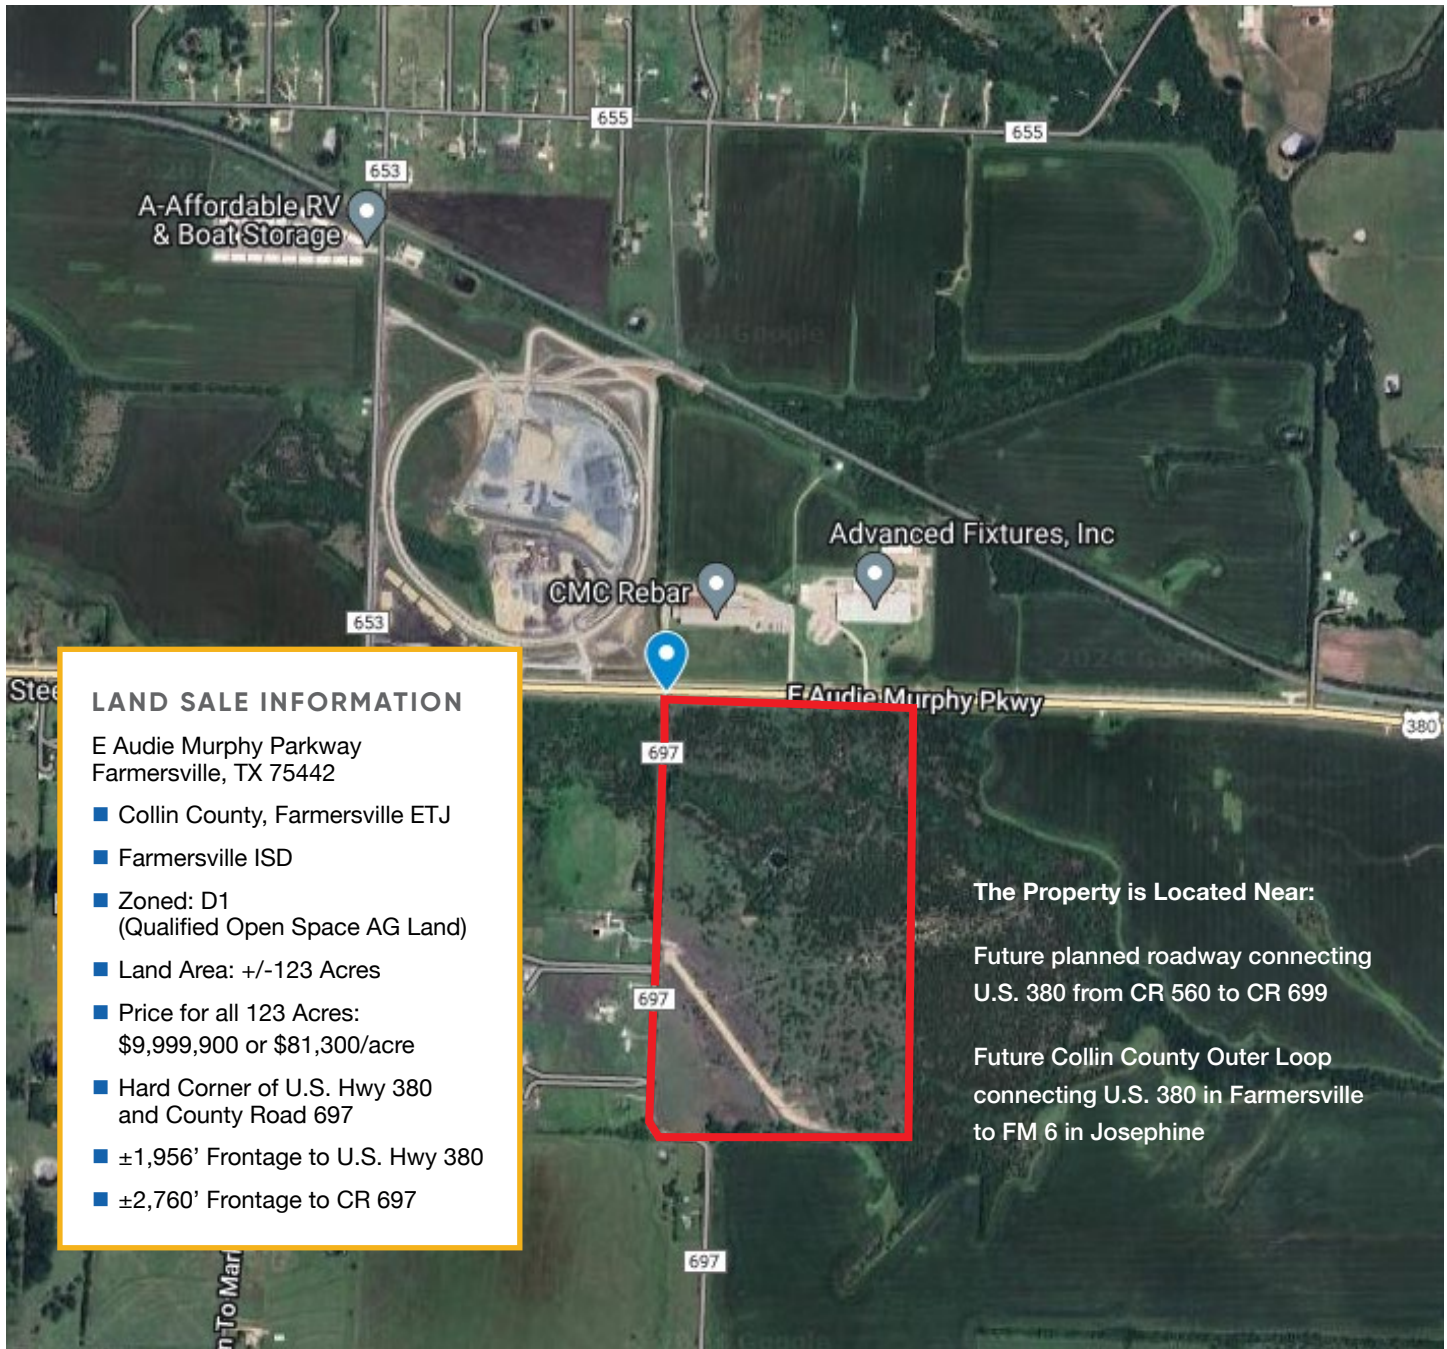 655
655
653
A-Affordable RV
& Boat Storage
Google
Advanced Fixtures, Inc
CMC Rebar
653
Stee
E Audie Murphy Pkwy
380
697
LAND SALE INFORMATION
E Audie Murphy Parkway
Farmersville, TX 75442
■ Collin County, Farmersville ETJ
■ Farmersville ISD
■ Zoned: D1
(Qualified Open Space AG Land)
■ Land Area: +/-123 Acres
■ Price for all 123 Acres:
$9,999,900 or $81,300/acre
■ Hard Corner of U.S. Hwy 380
and County Road 697
■ ±1,956’ Frontage to U.S. Hwy 380
■ ±2,760’ Frontage to CR 697
The Property is Located Near:
Future planned roadway connecting
U.S. 380 from CR 560 to CR 699
Future Collin County Outer Loop
connecting U.S. 380 in Farmersville
to FM 6 in Josephine
697
697
n To Mar